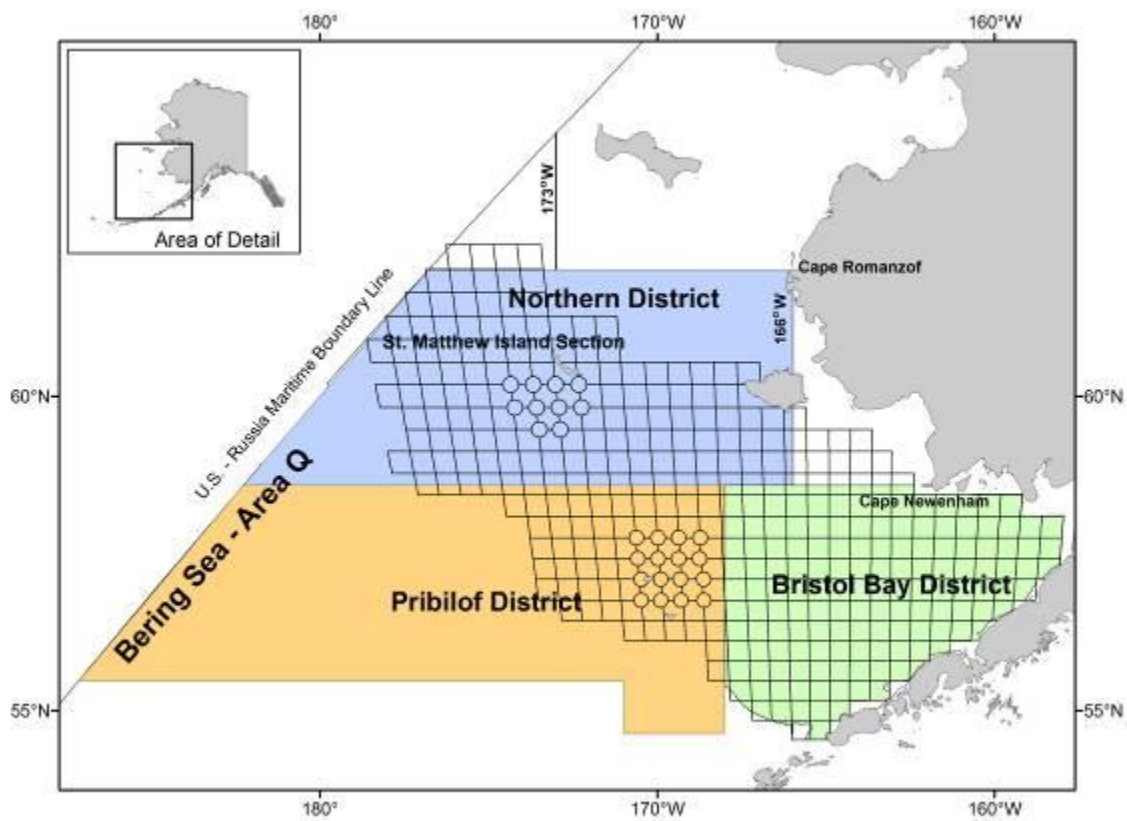 180°
170°W
160°W
Area of Detail
173°W
Cape Romanzof
Northern District
166°W
St. Matthew Island Section
U.S. - Russia Maritime Boundary Line
60°N
60°N
Bering Sea - Area Q
Cape Newenham
Pribilof District
Bristol Bay District
55°N
55°N
180°
170°W
160°W